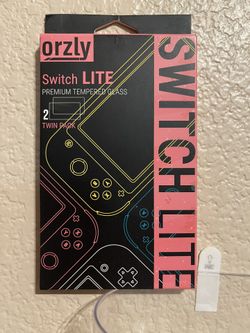 orzly
Switch LITE
PREMIUM TEMPERED GLASS
2
TWIN PACK
SWITCH LITE